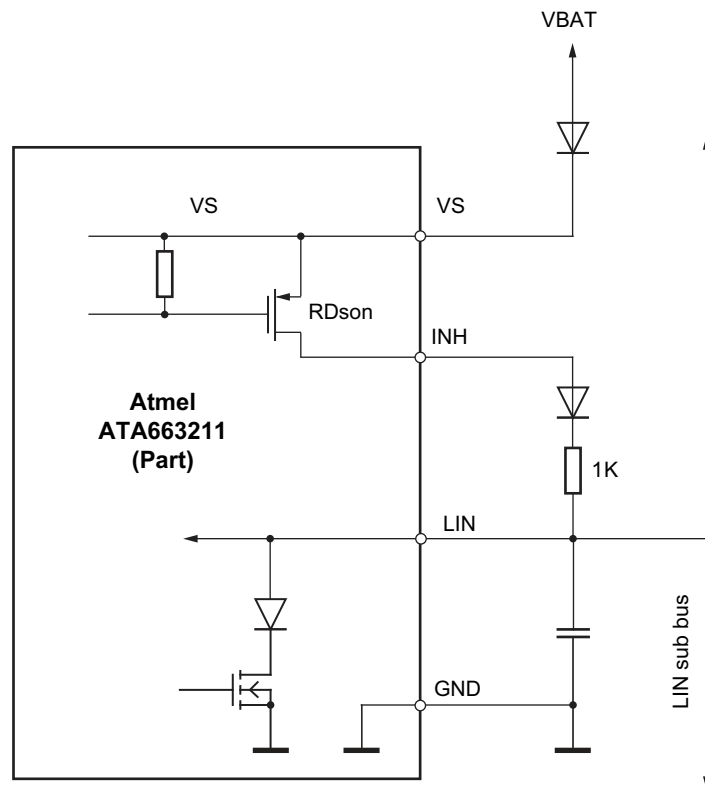 VBAT
VS
VS
RDson
INH
Atmel
ATA663211
(Part)
1K
LIN
LIN sub bus
GND